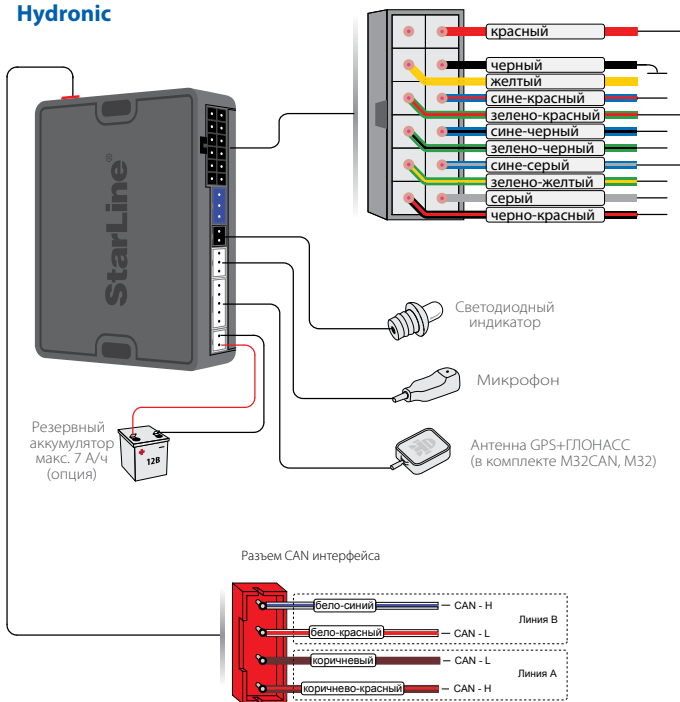 Hydronic
красный
черный
желтый
сине-красный
зелено-красный
сине-черный
зелено-черный
сине-серый
зелено-желтый
серый
черно-красный
StarLine®
Светодиодный
индикатор
Микрофон
Антенна GPS+ГЛОНАСС
(в комплекте М32CAN, М32)
Резервный
аккумулятор
макс. 7 А/ч
(опция)
12В
Разъем CAN интерфейса
бело-синий
CAN - H
Линия В
бело-красный
CAN - L
коричневый
CAN - L
Линия А
коричнево-красный
CAN - H